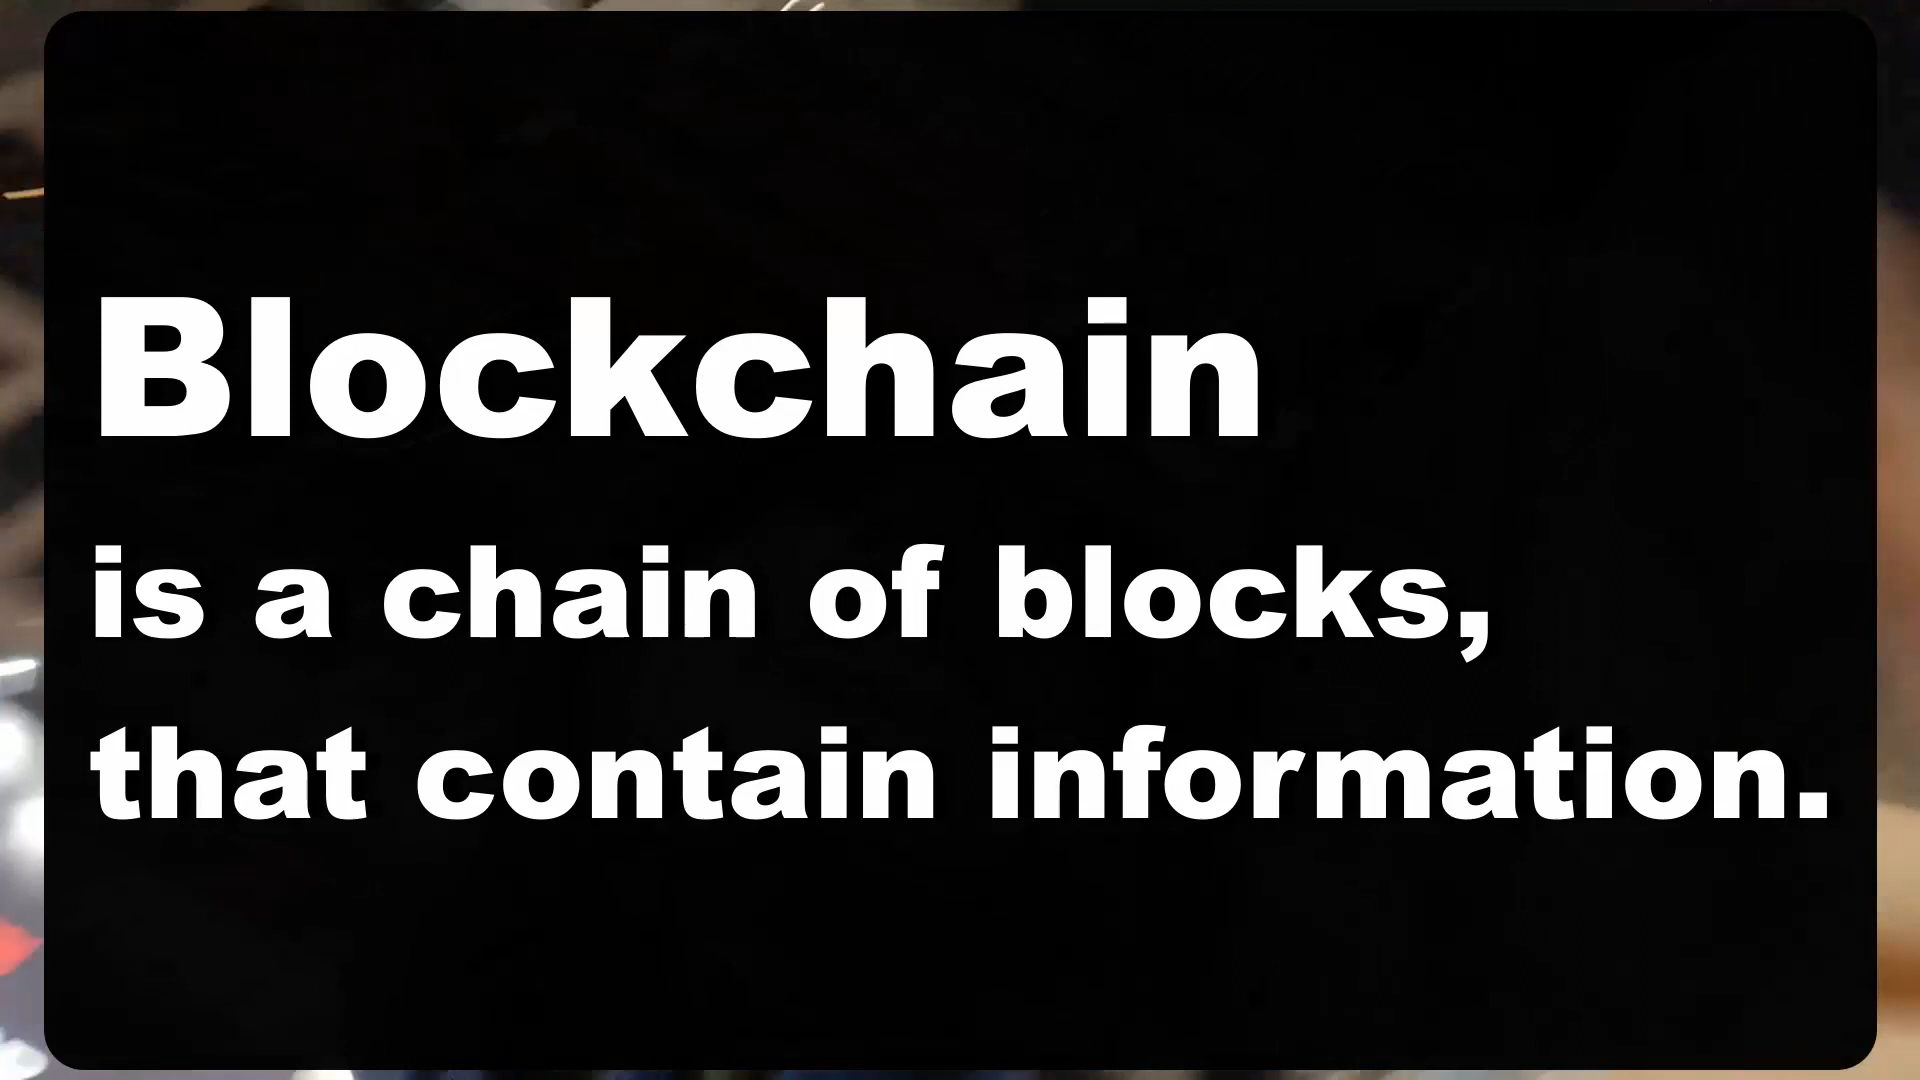 Blockchain
is a chain of blocks,
that contain information.